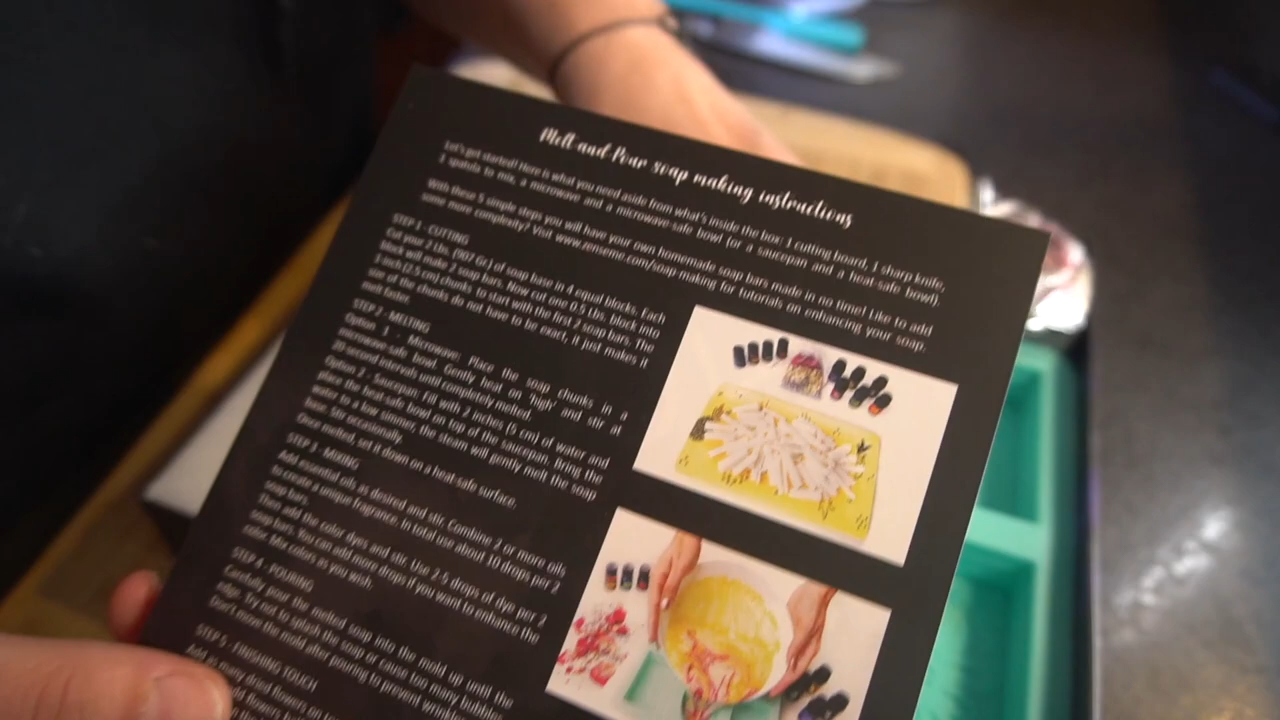 Melt and Pour soap making instructions
Let's get started! Here is what you need aside from what's inside the box: 1 cutting board, 1 sharp knife,
1 spatula to mix, a microwave and a microwave-safe bowl (or a saucepan and a heat-safe bowl).
With these 5 simple steps you will have your own homemade soap bars made in no time! Like to add
some more complexity? Visit www.zenseme.com/soap making for tutorials on enhancing your soap.
STEP 1 - CUTTING
Cut your 2 Lbs. (907 Gr.) of soap base in 4 equal blocks. Each
block will make 2 soap bars. Now cut one 0,5 Lbs. block into
1 inch (2,5 cm) chunks to start with the first 2 soap bars. The
size of the chunks do not have to be exact, it just makes it
melt faster.
STEP 2 - MELTING
Option 1 - Microwave: Place the soap chunks in a
microwave-safe bowl. Gently heat on "high" and stir at
20 second intervals until completely melted.
Option 2 - Saucepan: Fill with 2 inches (5 cm) of water and
place the heat-safe bowl on top of the saucepan. Bring the
water to a low simmer, the steam will gently melt the soap
over. Stir occasionally.
Once melted, set it down on a heat-safe surface.
STEP 3 - MIXING
Add essential oils as desired and stir. Combine 2 or more oils
to create a unique fragrance. In total use about 10 drops per 2
soap bars.
Then add the color dyes and stir. Use 2-5 drops of dye per 2
soap bars. You can add more drops if you want to enhance the
color. Mix colors as you wish.
STEP 4 - POURING
Carefully pour the melted soap into the mold up until the
edge. Try not to splash the soap or cause too many bubbles.
Don't move the mold after pouring to prevent wrinkles
STEP 5 - FINISHING TOUCH
Add as many dried flowers on